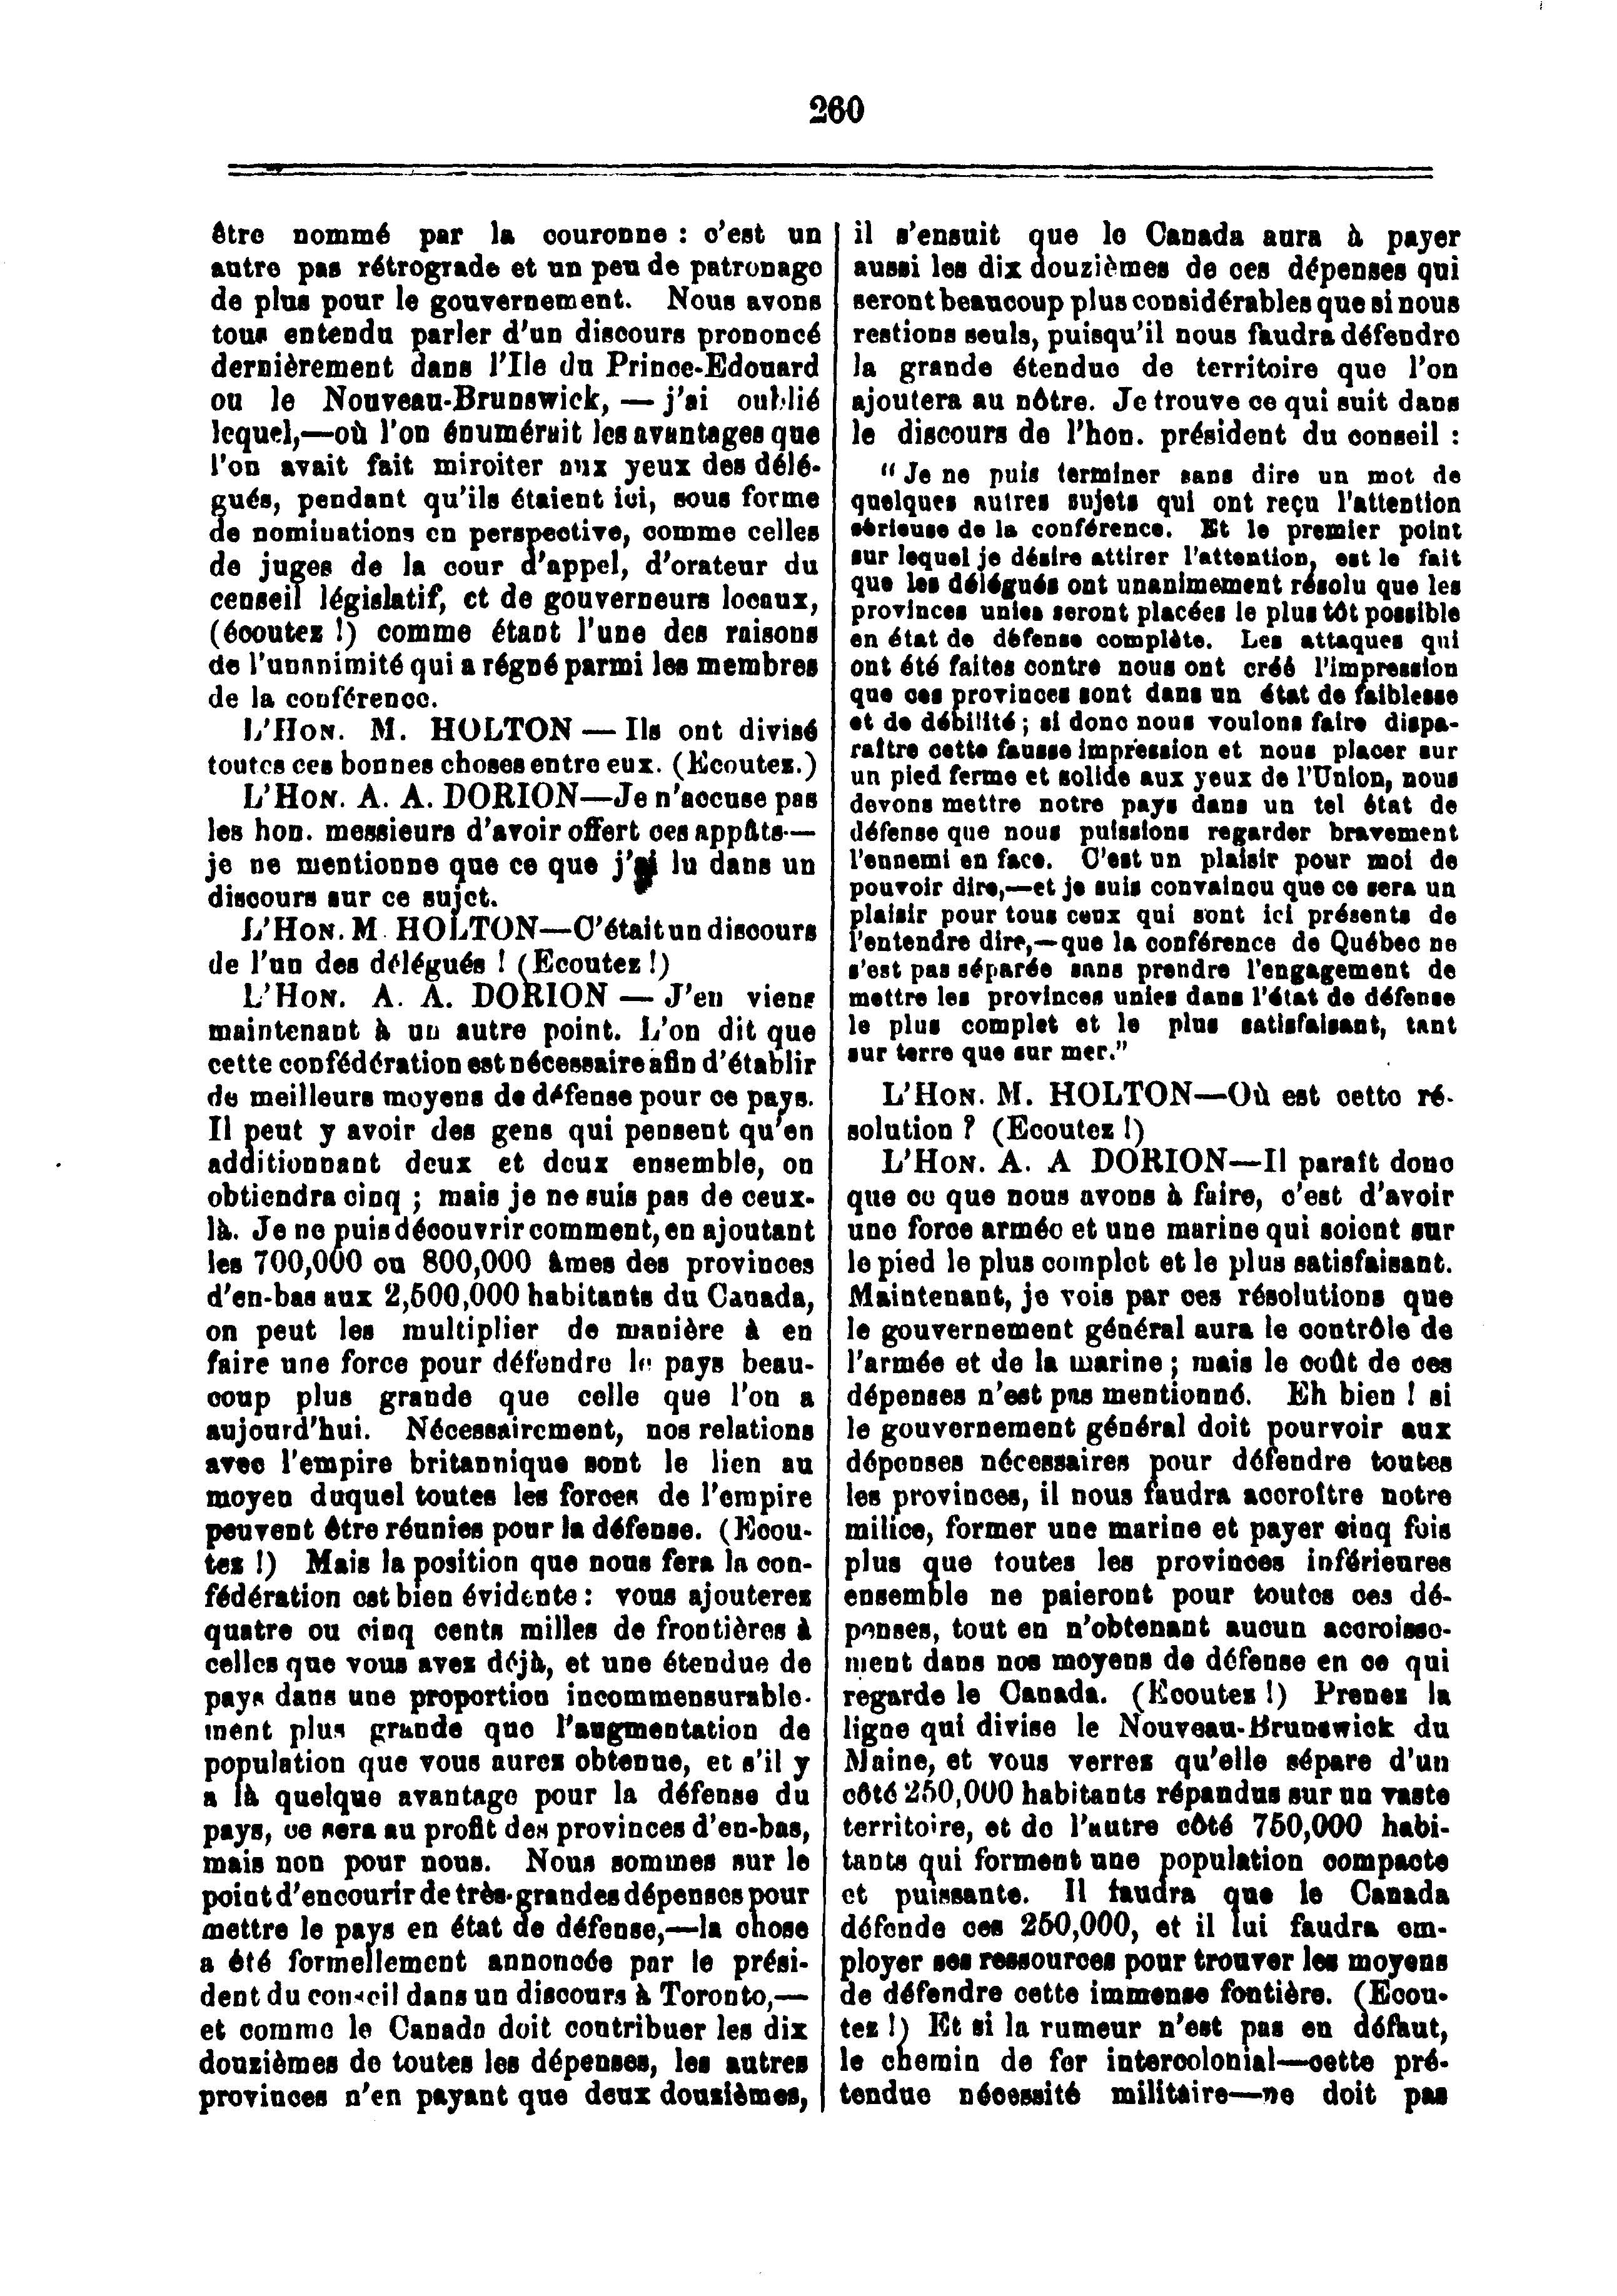 260
être nommé par la couronne : c'est un
autre pas rétrograde et un peu de patronage
de plus pour le gouvernement. Nous avons
tous entendu parler d'un discours prononcé
dernièrement dans l'Ile du Prince-Edouard
ou le Nouveau-Brunswick, — j'ai oublié
lequel,—où l'on énumérait les avantages que
l'on avait fait miroiter aux yeux des délé-
gués, pendant qu'ils étaient ici, sous forme
de nominations en perspective, comme celles
de juges de la cour d'appel, d'orateur du
censeil législatif, et de gouverneurs locaux,
(écoutez !) comme étant l'une des raisons
de l'unanimité qui a régné parmi les membres
de la conférence.
L'HON. M. HOLTON — Ils ont divisé
toutes ces bonnes choses entre eux. (Ecoutez.)
L'HON. A. A. DORION—Je n'accuse pas
les hon. messieurs d'avoir offert ces appâts—
je ne mentionne que ce que j'ai lu dans un
discours sur ce sujet.
L'HON. M. HOLTON—C'était un discours
de l'un des délégués ! (Ecoutez !)
L'HON. A. A. DORION — J'en viens
maintenant à un autre point. L'on dit que
cette confédération est nécessaire afin d'établir
de meilleurs moyens de défense pour ce pays.
Il peut y avoir des gens qui pensent qu'en
additionnant deux et deux ensemble, on
obtiendra cinq ; mais je ne suis pas de ceux-
là. Je ne puis découvrir comment, en ajoutant
les 700,000 ou 800,000 âmes des provinces
d'en-bas aux 2,500,000 habitants du Canada,
on peut les multiplier de manière à en
faire une force pour défendre le pays beau-
coup plus grande que celle que l'on a
aujourd'hui. Nécessairement, nos relations
avec l'empire britannique sont le lien au
moyen duquel toutes les forces de l'empire
peuvent être réunies pour la défense. (Ecou-
tez !) Mais la position que nous fera la con-
fédération est bien évidente : vous ajouterez
quatre ou cinq cents milles de frontières à
celles que vous avez déjà, et une étendue de
pays dans une proportion incommensurable-
ment plus grande que l'augmentation de
population que vous aurez obtenue, et s'il y
a là quelque avantage pour la défense du
pays, ce sera au profit des provinces d'en-bas,
mais non pour nous. Nous sommes sur le
point d'encourir de très-grandes dépenses pour
mettre le pays en état de défense,—la chose
a été formellement annoncée par le prési-
dent du conseil dans un discours à Toronto,—
et comme le Canada doit contribuer les dix
douzièmes de toutes les dépenses, les autres
provinces n'en payant que deux douzièmes,
il s'ensuit que le Canada aura à payer
aussi les dix douzièmes de ces dépenses qui
seront beaucoup plus considérables que si nous
restions seuls, puisqu'il nous faudra défendre
la grande étendue de territoire que l'on
ajoutera au nôtre. Je trouve ce qui suit dans
le discours de l'hon. président du conseil :
“ Je ne puis terminer sans dire un mot de
quelques autres sujets qui ont reçu l'attention
sérieuse de la conférence. Et le premier point
sur lequel je désire attirer l'attention, est le fait
que les délégués ont unanimement résolu que les
provinces unies seront placées le plus tôt possible
en état de défense complète. Les attaques qui
ont été faites contre nous ont créé l'impression
que ces provinces sont dans un état de faiblesse
et de débilité ; si donc nous voulons faire dispa-
raître cette fausse impression et nous placer sur
un pied ferme et solide aux yeux de l'Union, nous
devons mettre notre pays dans un tel état de
défense que nous puissions regarder bravement
l'ennemi en face. C'est un plaisir pour moi de
pouvoir dire,—et je suis convaincu que ce sera un
plaisir pour tous ceux qui sont ici présents de
l'entendre dire,—que la conférence de Québec ne
s'est pas séparée sans prendre l'engagement de
mettre les provinces unies dans l'état de défense
le plus complet et le plus satisfaisant, tant
sur terre que sur mer.”
L'HON. M. HOLTON—Où est cette ré-
solution ? (Ecoutez !)
L'HON. A. A DORION—Il paraît donc
que ce que nous avons à faire, c'est d'avoir
une force armée et une marine qui soient sur
le pied le plus complet et le plus satisfaisant.
Maintenant, je vois par ces résolutions que
le gouvernement général aura le contrôle de
l'armée et de la marine ; mais le coût de ces
dépenses n'est pas mentionné. Eh bien ! si
le gouvernement général doit pourvoir aux
dépenses nécessaires pour défendre toutes
les provinces, il nous faudra accroître notre
milice, former une marine et payer cinq fois
plus que toutes les provinces inférieures
ensemble ne paieront pour toutes ces dé-
penses, tout en n'obtenant aucun accroisse-
ment dans nos moyens de défense en ce qui
regarde le Canada. (Ecoutez !) Prenez la
ligne qui divise le Nouveau-Brunswick du
Maine, et vous verrez qu'elle sépare d'un
côté 250,000 habitants répandus sur un vaste
territoire, et de l'autre côté 750,000 habi-
tants qui forment une population compacte
et puissante. Il faudra que le Canada
défende ces 250,000, et il lui faudra em-
ployer ses ressources pour trouver les moyens
de défendre cette immense fontière. (Ecou-
tez !) Et si la rumeur n'est pas en défaut,
le chemin de fer intercolonial—cette pré-
tendue nécessité militaire—ne doit pas